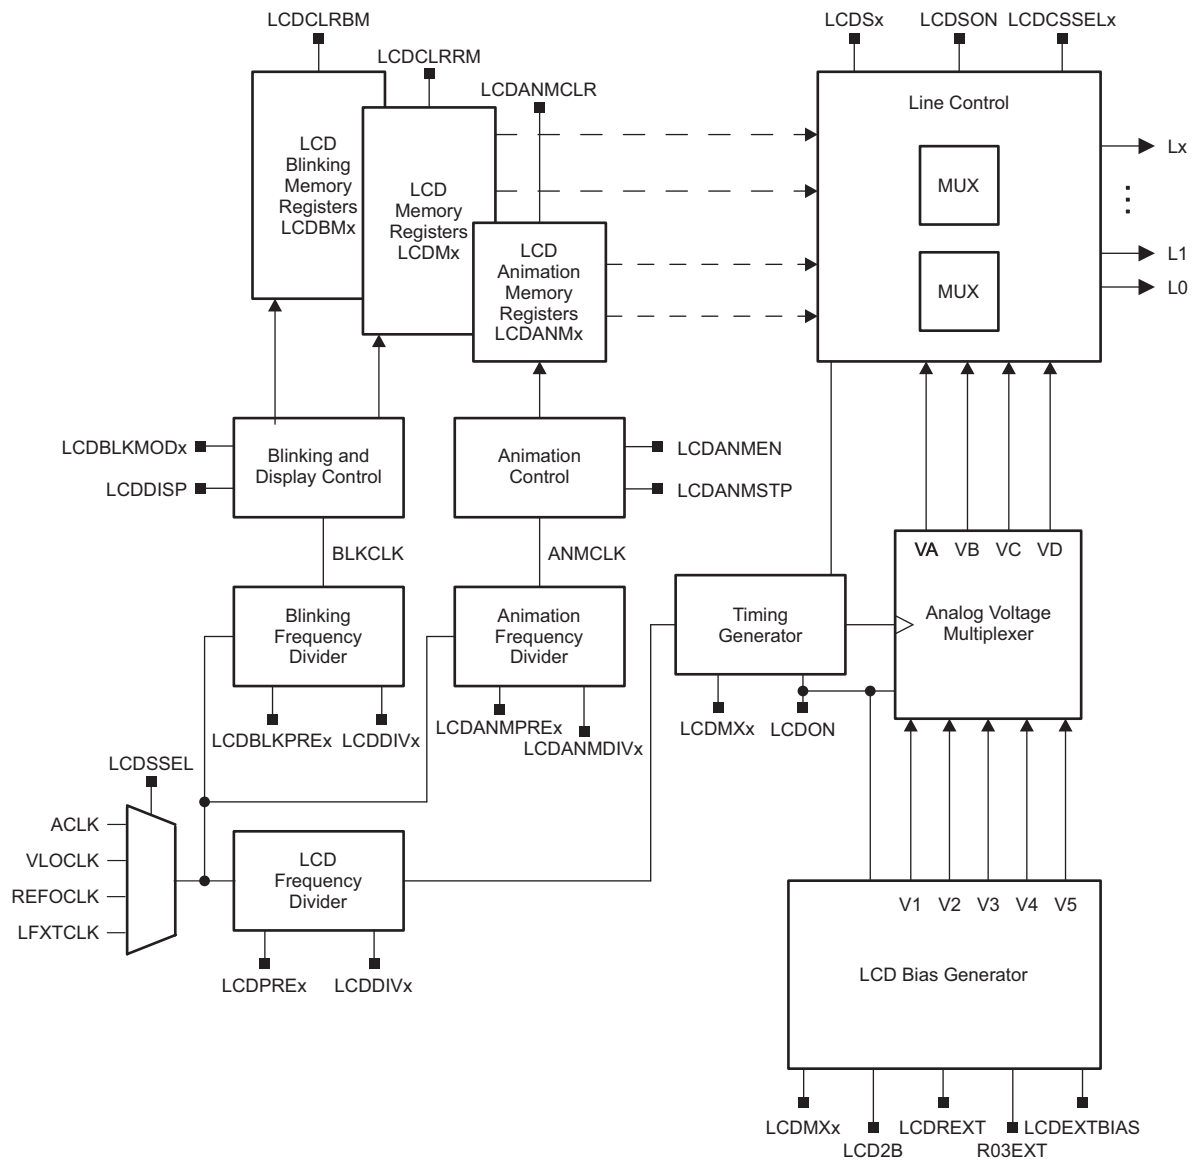 LCDCLRBM
LCDCLRRM
LCDANMCLR
LCDSx
LCDSON
LCDCSSELx
LCD
Blinking
Memory
Registers
LCDBMx
LCD
Memory
Registers
LCDMx
LCD
Animation
Memory
Registers
LCDANMx
Line Control
MUX
MUX
Lx
L1
L0
LCDBLKMODx
LCDDISP
Blinking and
Display Control
Animation
Control
LCDANMEN
LCDANMSTP
BLKCLK
ANMCLK
VA
VB
VC
VD
Analog Voltage
Multiplexer
Blinking
Frequency
Divider
Animation
Frequency
Divider
Timing
Generator
LCDBLKPREx
LCDDIVx
LCDANMPREx
LCDANMDIVx
LCDMXx
LCDON
LCDSSEL
ACLK
VLOCLK
REFOCLK
LFXTCLK
LCD
Frequency
Divider
LCDPREx
LCDDIVx
V1
V2
V3
V4
V5
LCD Bias Generator
LCDMXx
LCD2B
LCDREXT
R03EXT
LCDEXTBIAS